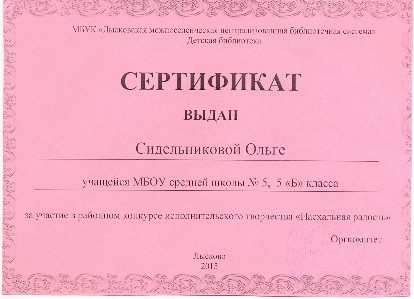 МБУК «Лысковская межпоселенческая централизованная библиотечная система»
Детская библиотека
СЕРТИФИКАТ
ВЫДАН
Сидельниковой Ольге
учащейся МБОУ средней школы № 5, 5 «Б» класса
за участие в районном конкурсе исполнительского творчества «Пасхальная радость»
Оргкомитет
Лысково
2015